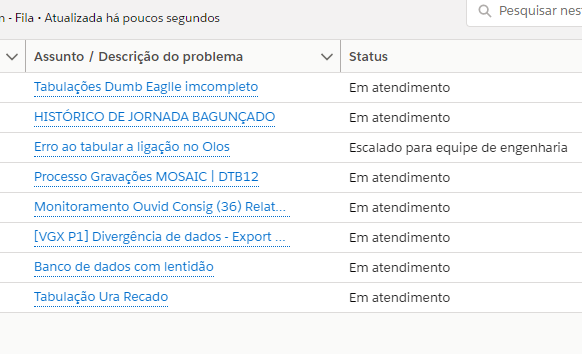 n - Fila • Atualizada há poucos segundos
Pesquisar nest
Assunto / Descrição do problema Status
Tabulações Dumb Eaglle imcompleto Em atendimento
HISTÓRICO DE JORNADA BAGUNÇADO Em atendimento
Erro ao tabular a ligação no Olos Escalado para equipe de engenharia
Processo Gravações MOSAIC | DTB12 Em atendimento
Monitoramento Ouvid Consig (36) Relat... Em atendimento
[VGX P1] Divergência de dados - Export ... Em atendimento
Banco de dados com lentidão Em atendimento
Tabulação Ura Recado Em atendimento